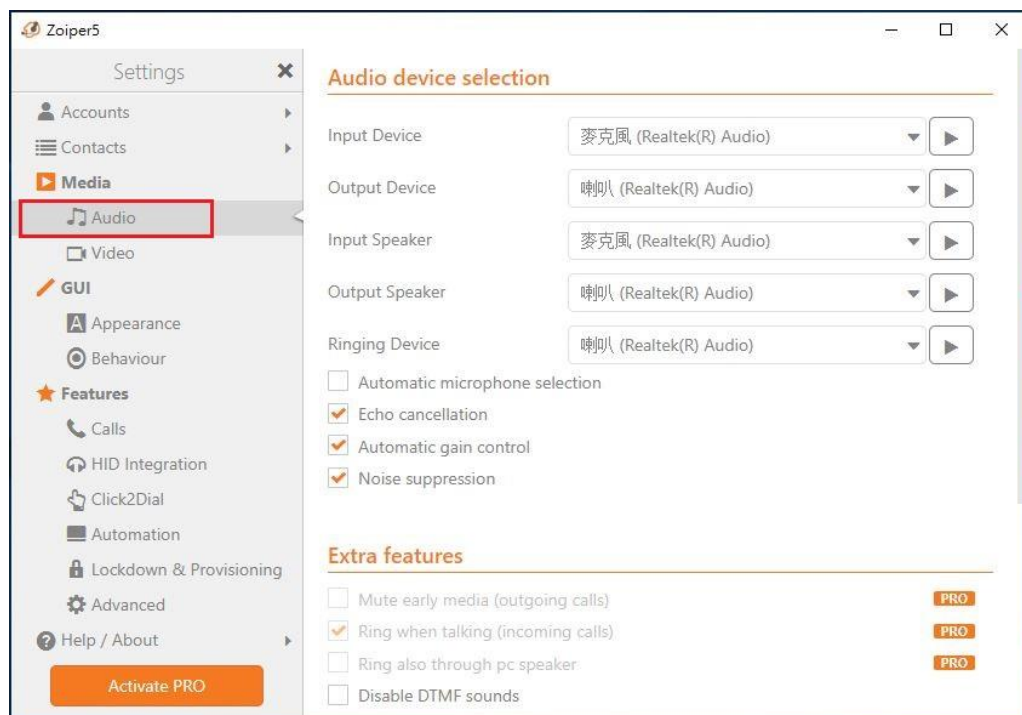 Zoiper5
Settings
Accounts
Contacts
Media
Audio
Video
GUI
Appearance
Behaviour
Features
Calls
HID Integration
Click2Dial
Automation
Lockdown & Provisioning
Advanced
Help / About
Activate PRO
Audio device selection
Input Device 麥克風 (Realtek(R) Audio)
Output Device 喇叭 (Realtek(R) Audio)
Input Speaker 麥克風 (Realtek(R) Audio)
Output Speaker 喇叭 (Realtek(R) Audio)
Ringing Device 喇叭 (Realtek(R) Audio)
Automatic microphone selection
Echo cancellation
Automatic gain control
Noise suppression
Extra features
Mute early media (outgoing calls) PRO
Ring when talking (incoming calls) PRO
Ring also through pc speaker PRO
Disable DTMF sounds